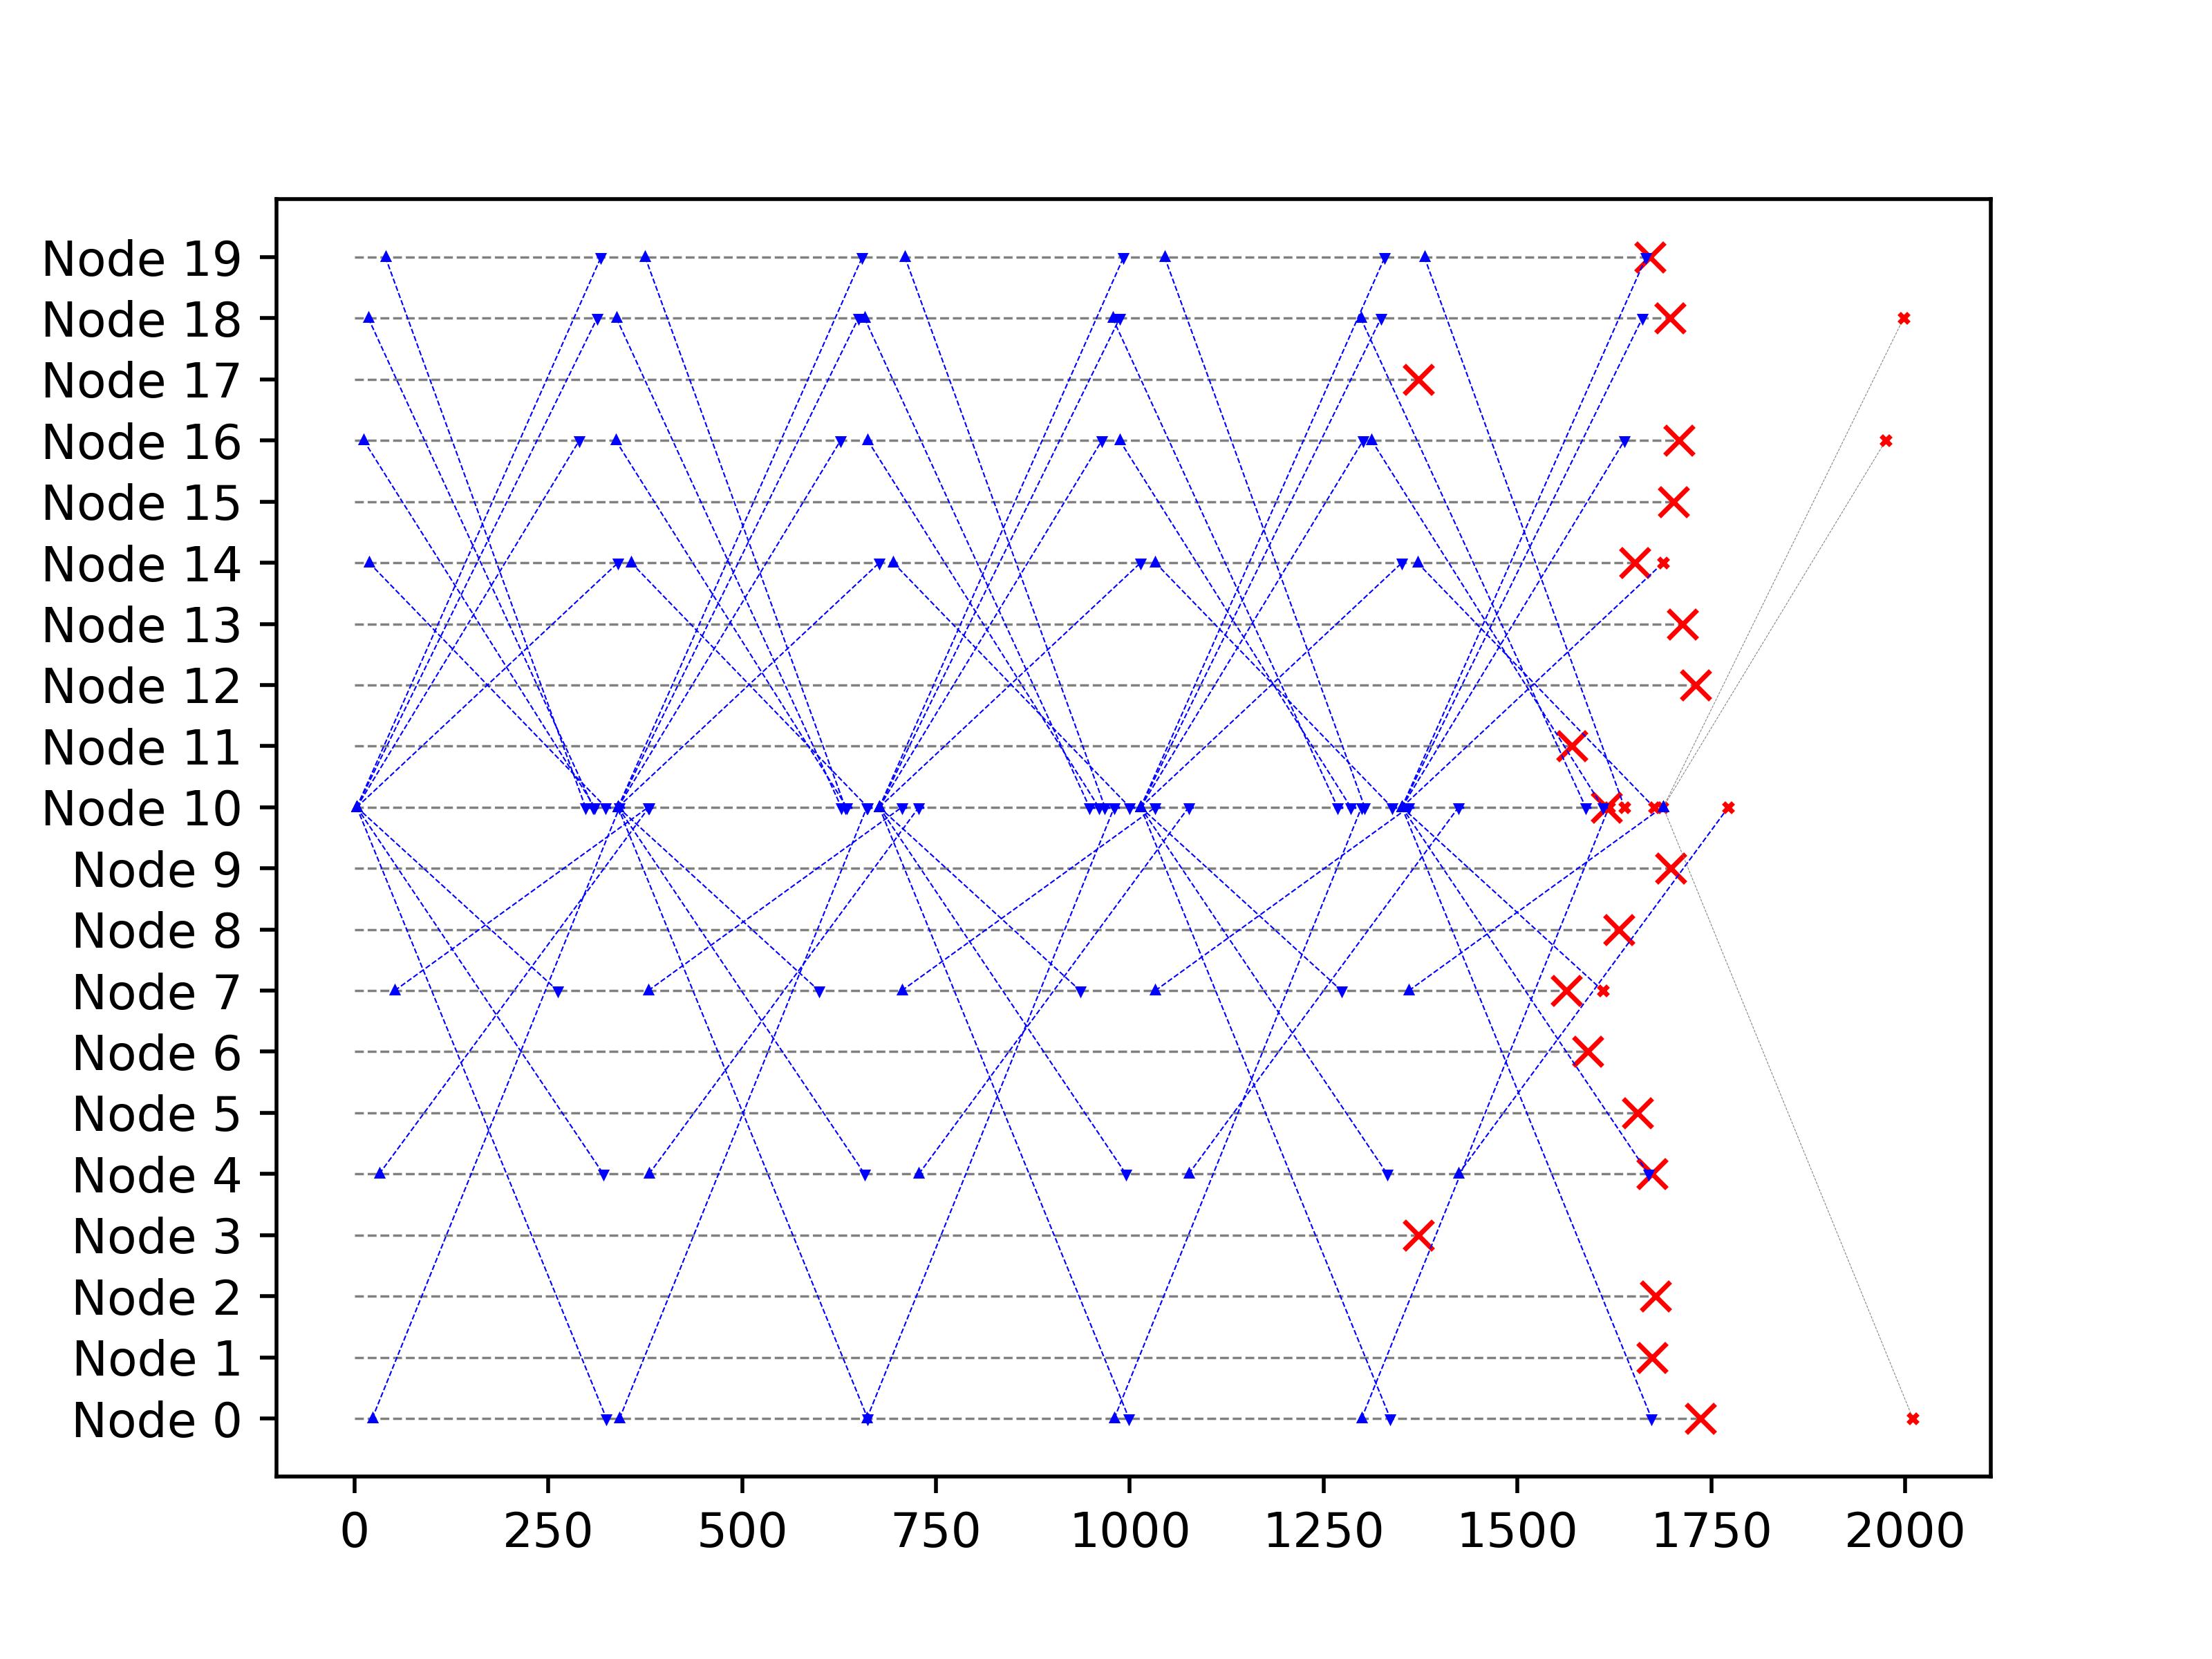 Node 19
Node 18
Node 17
Node 16
Node 15
Node 14
Node 13
Node 12
Node 11
Node 10
Node 9
Node 8
Node 7
Node 6
Node 5
Node 4
Node 3
Node 2
Node 1
Node 0
0 250 500 750 1000 1250 1500 1750 2000